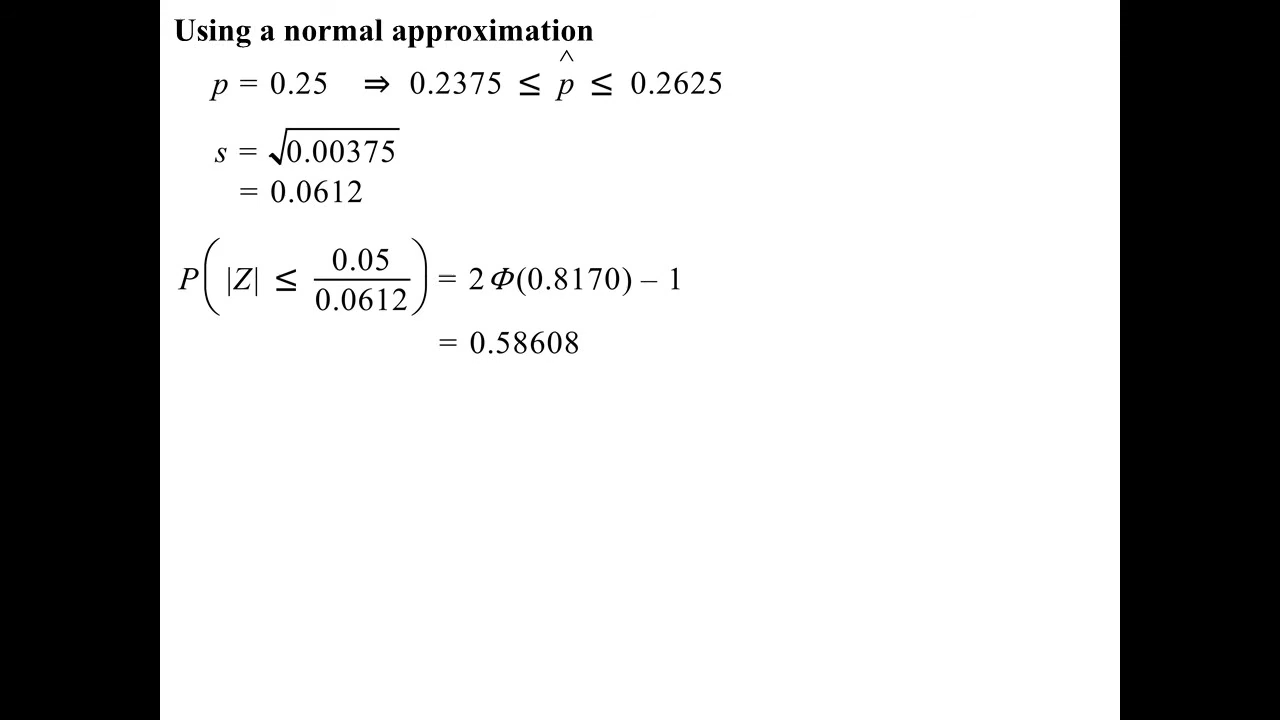 Using a normal approximation
p = 0.25 ⇒ 0.2375 ≤ p̂ ≤ 0.2625
s = √0.00375
= 0.0612
P( |Z| ≤ 0.05/0.0612 ) = 2Φ(0.8170) – 1
= 0.58608